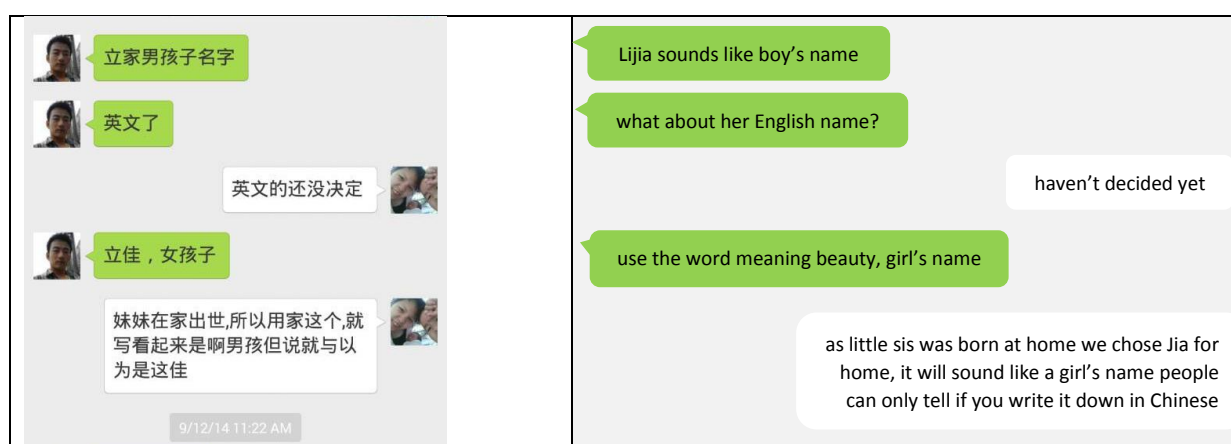 立家男孩子名字
英文了
英文的还没决定
立佳，女孩子
妹妹在家出世,所以用家这个,就
写看起来是啊男孩但说就与以
为是这佳
9/12/14 11:22 AM
Lijia sounds like boy’s name
what about her English name?
haven’t decided yet
use the word meaning beauty, girl’s name
as little sis was born at home we chose Jia for
home, it will sound like a girl’s name people
can only tell if you write it down in Chinese